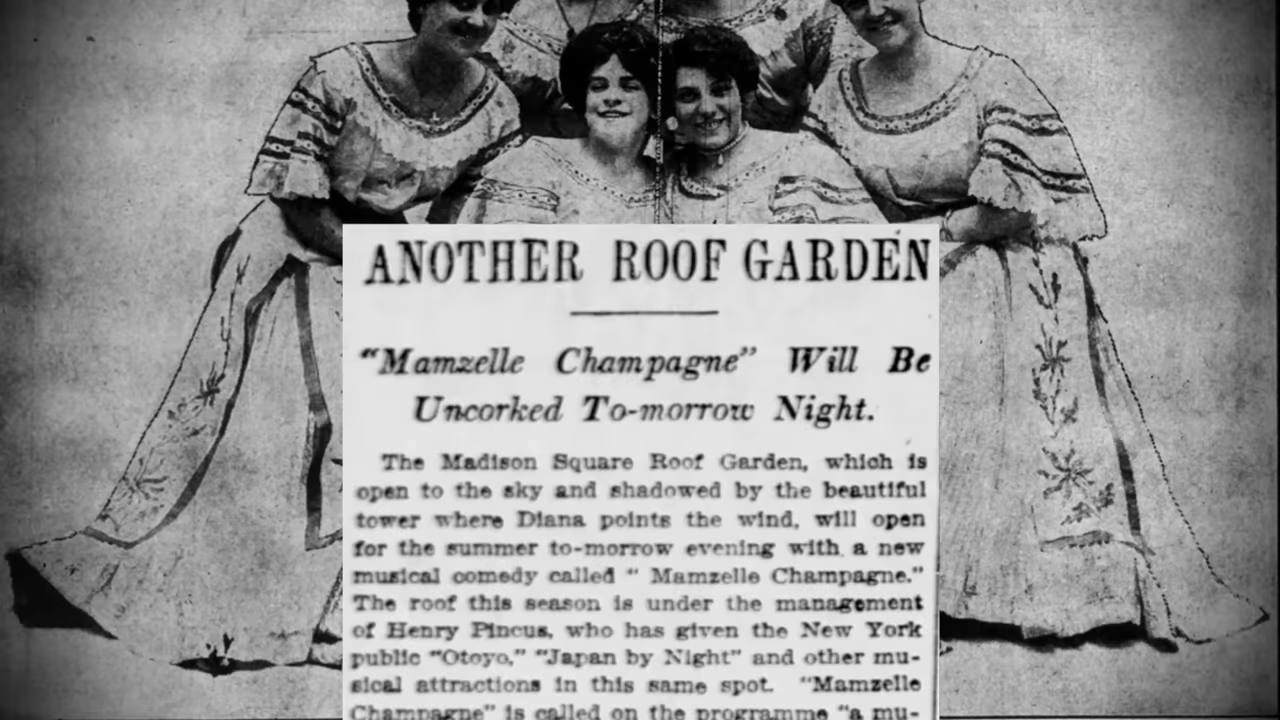 ANOTHER ROOF GARDEN
"Mamzelle Champagne" Will Be
Uncorked To-morrow Night.
The Madison Square Roof Garden, which is
open to the sky and shadowed by the beautiful
tower where Diana points the wind, will open
for the summer to-morrow evening with a new
musical comedy called " Mamzelle Champagne."
The roof this season is under the management
of Henry Pincus, who has given the New York
public "Otoyo," "Japan by Night" and other mu-
sical attractions in this same spot. "Mamzelle
Champagne" is called on the programme "a mu-